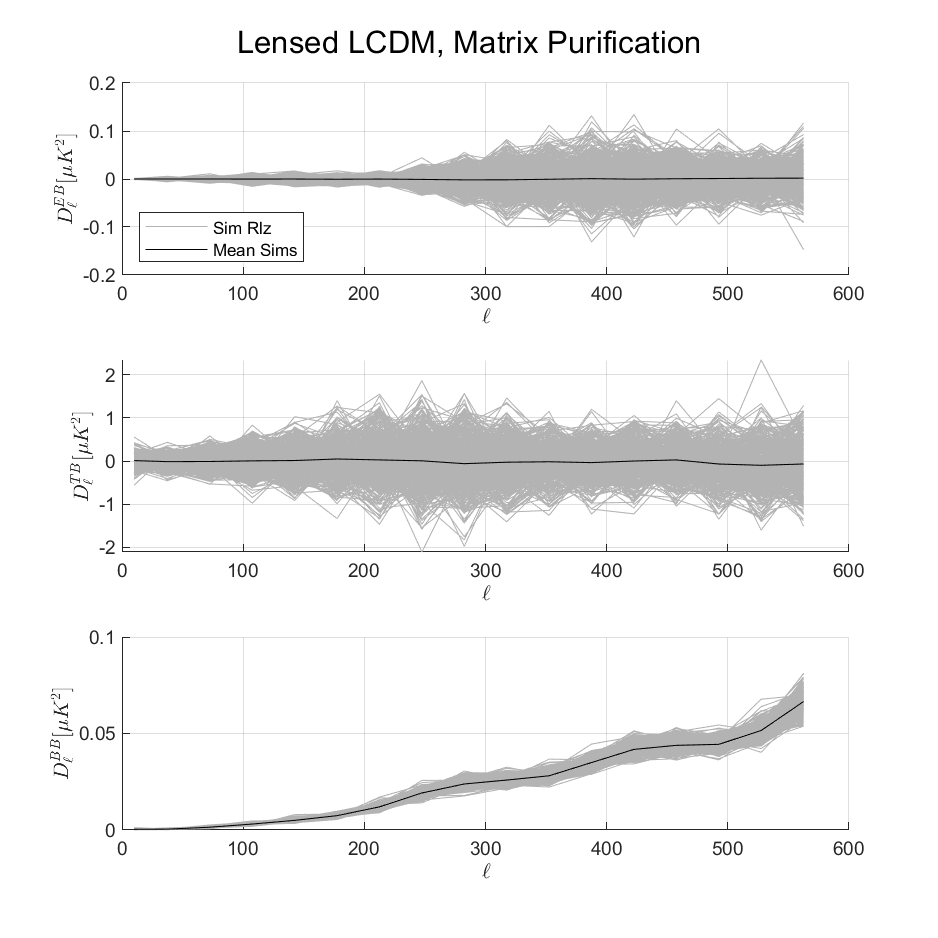 Lensed LCDM, Matrix Purification
0.2
0.1
0
-0.1
-0.2
D_ℓ^{EB}[μK^2]
Sim Rlz
Mean Sims
0 100 200 300 400 500 600
ℓ
2
1
0
-1
-2
D_ℓ^{TB}[μK^2]
0 100 200 300 400 500 600
ℓ
0.1
0.05
0
D_ℓ^{BB}[μK^2]
0 100 200 300 400 500 600
ℓ